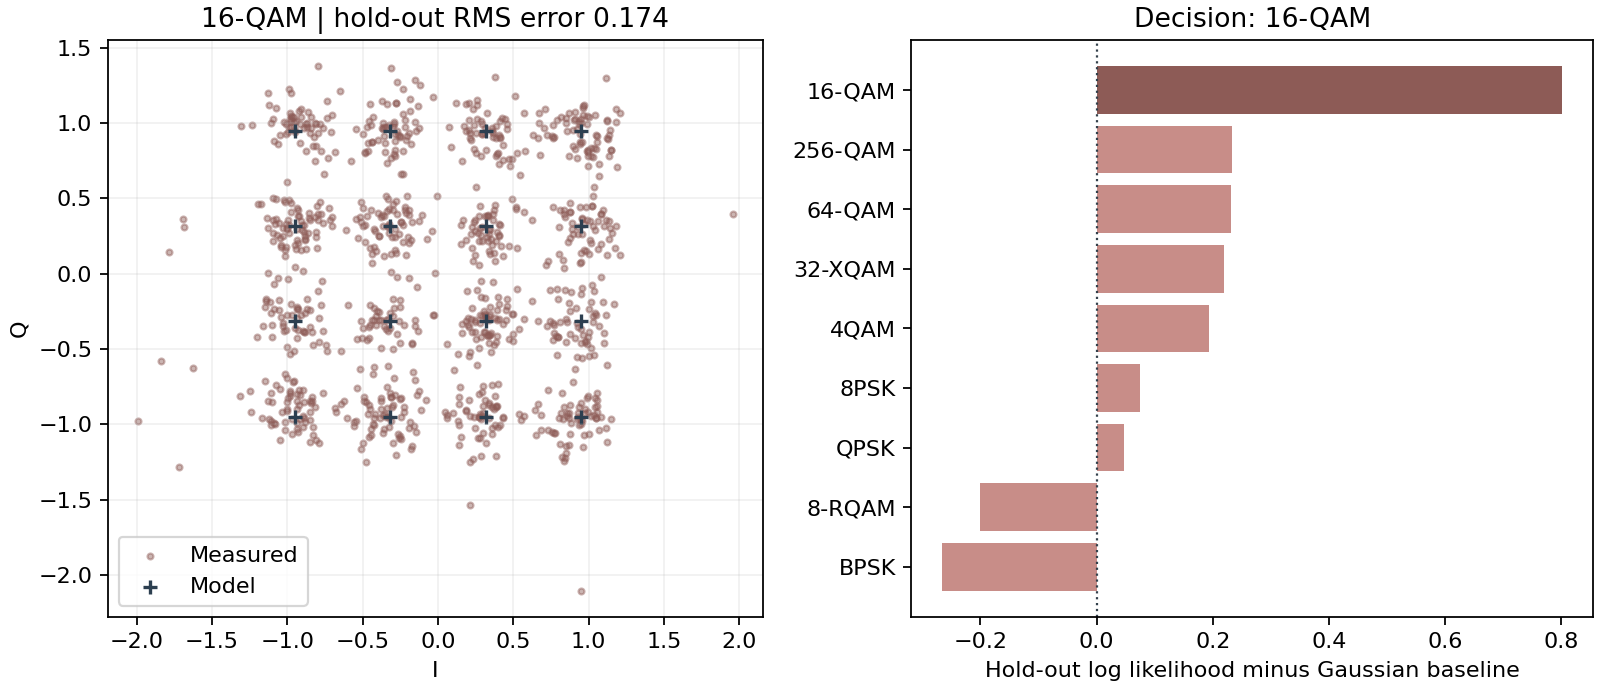 16-QAM | hold-out RMS error 0.174
1.5
1.0
0.5
0.0
−0.5
−1.0
−1.5
−2.0
Q
Measured
Model
−2.0 −1.5 −1.0 −0.5 0.0 0.5 1.0 1.5 2.0
I
Decision: 16-QAM
16-QAM
256-QAM
64-QAM
32-XQAM
4QAM
8PSK
QPSK
8-RQAM
BPSK
−0.2 0.0 0.2 0.4 0.6 0.8
Hold-out log likelihood minus Gaussian baseline